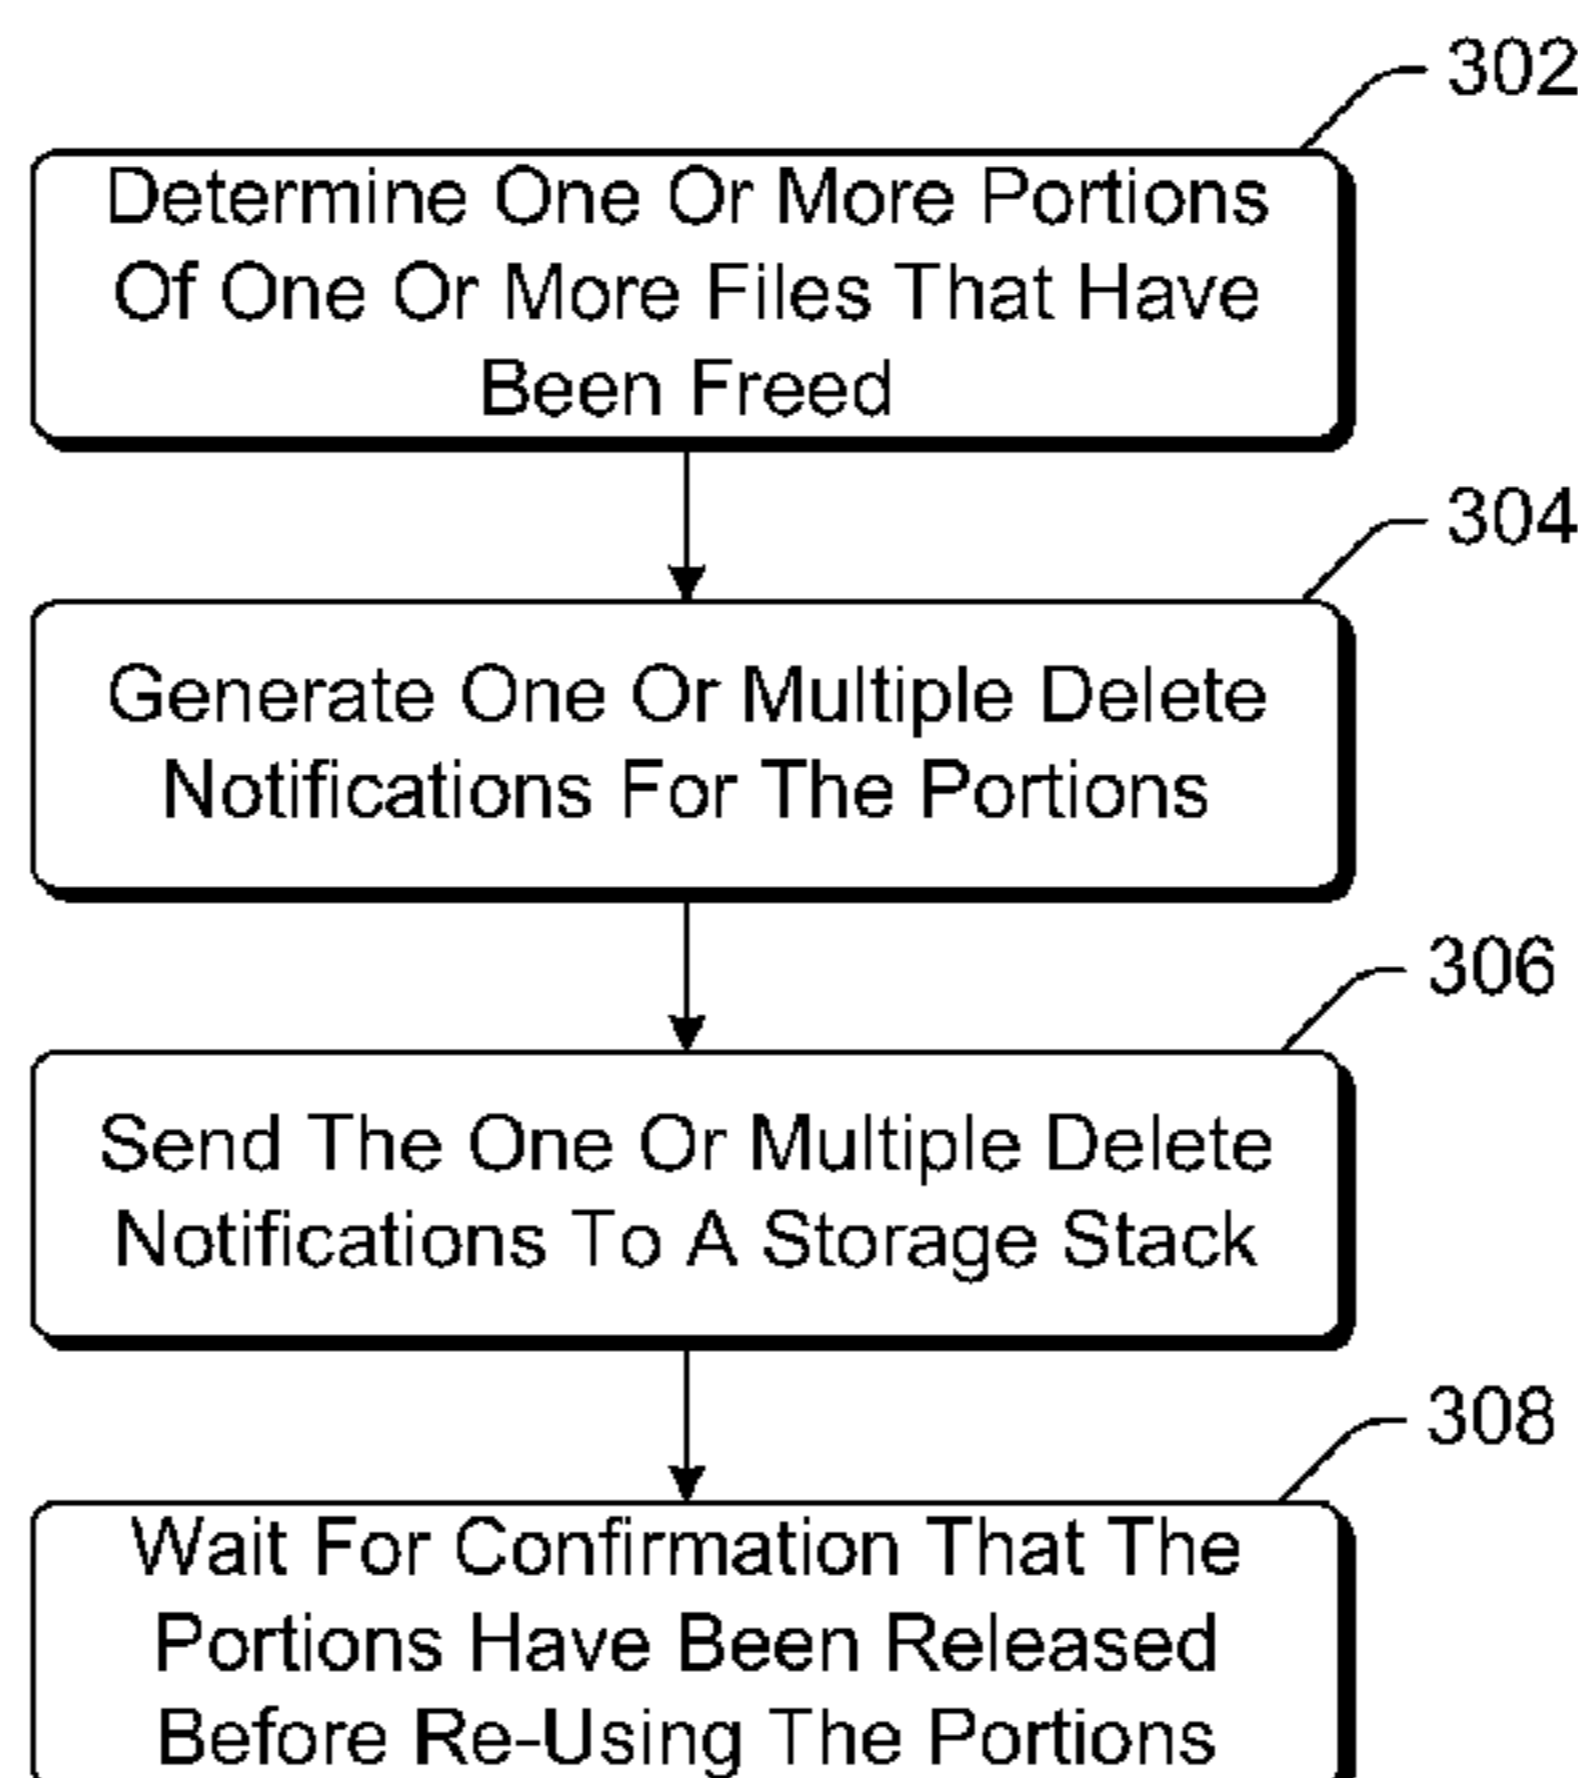 302
Determine One Or More Portions
Of One Or More Files That Have
Been Freed
304
Generate One Or Multiple Delete
Notifications For The Portions
306
Send The One Or Multiple Delete
Notifications To A Storage Stack
308
Wait For Confirmation That The
Portions Have Been Released
Before Re-Using The Portions